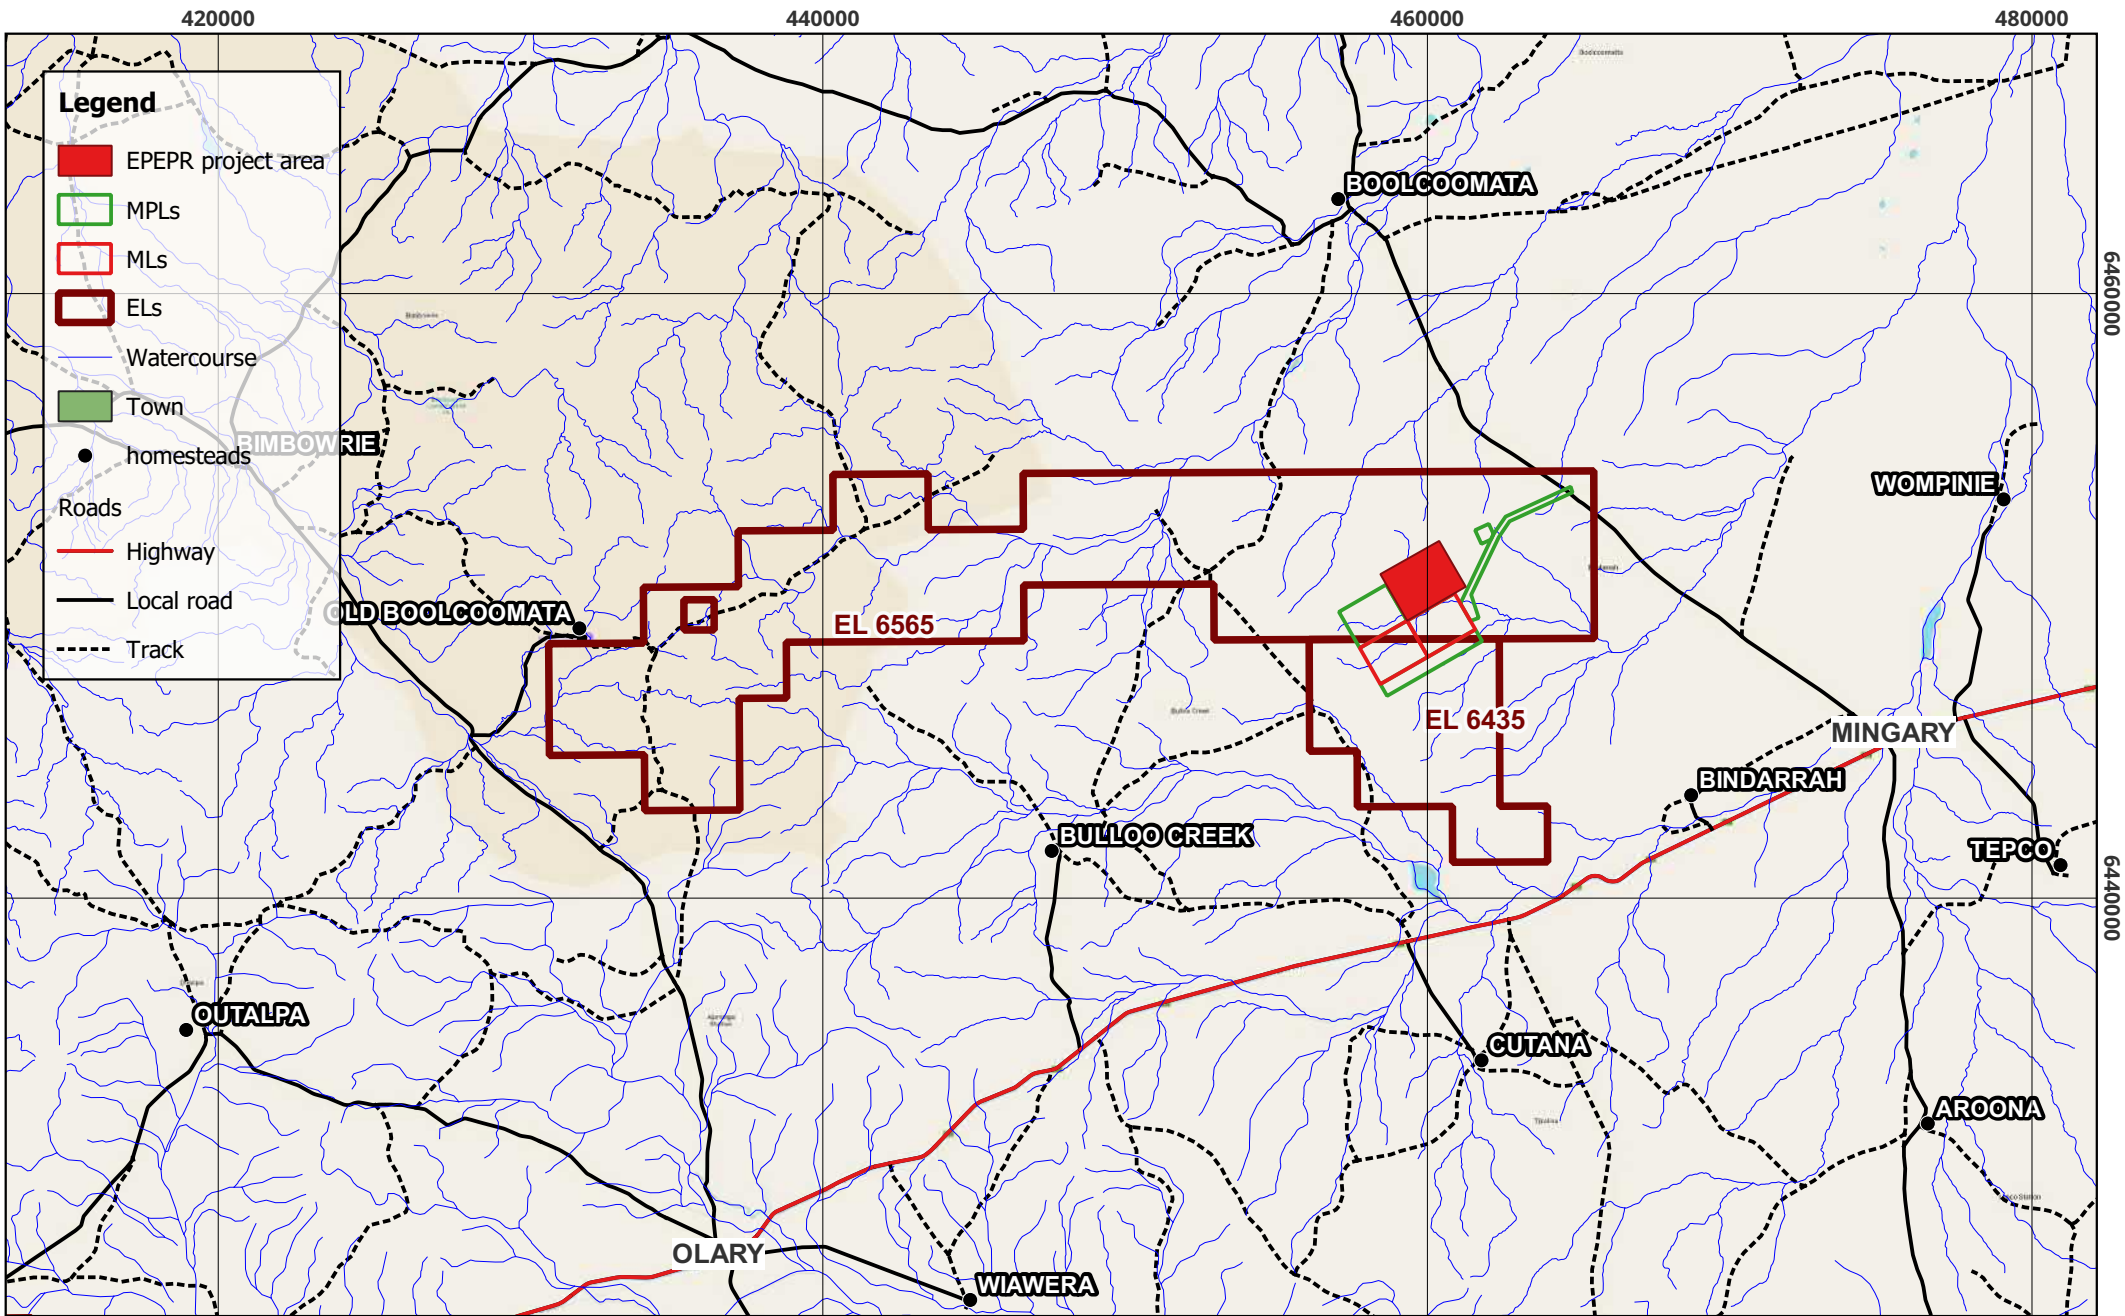 420000
440000
460000
480000
Legend
EPEPR project area
MPLs
MLs
ELs
Watercourse
Town
homesteads
Roads
Highway
Local road
Track
BOOLCOOMATA
6460000
BIMBOWRIE
WOMPINIE
OLD BOOLCOOMATA
EL 6565
EL 6435
MINGARY
BINDARRAH
BULLOO CREEK
TEPCO
6440000
Bulloo Creek
OUTALPA
CUTANA
AROONA
OLARY
WIAWERA